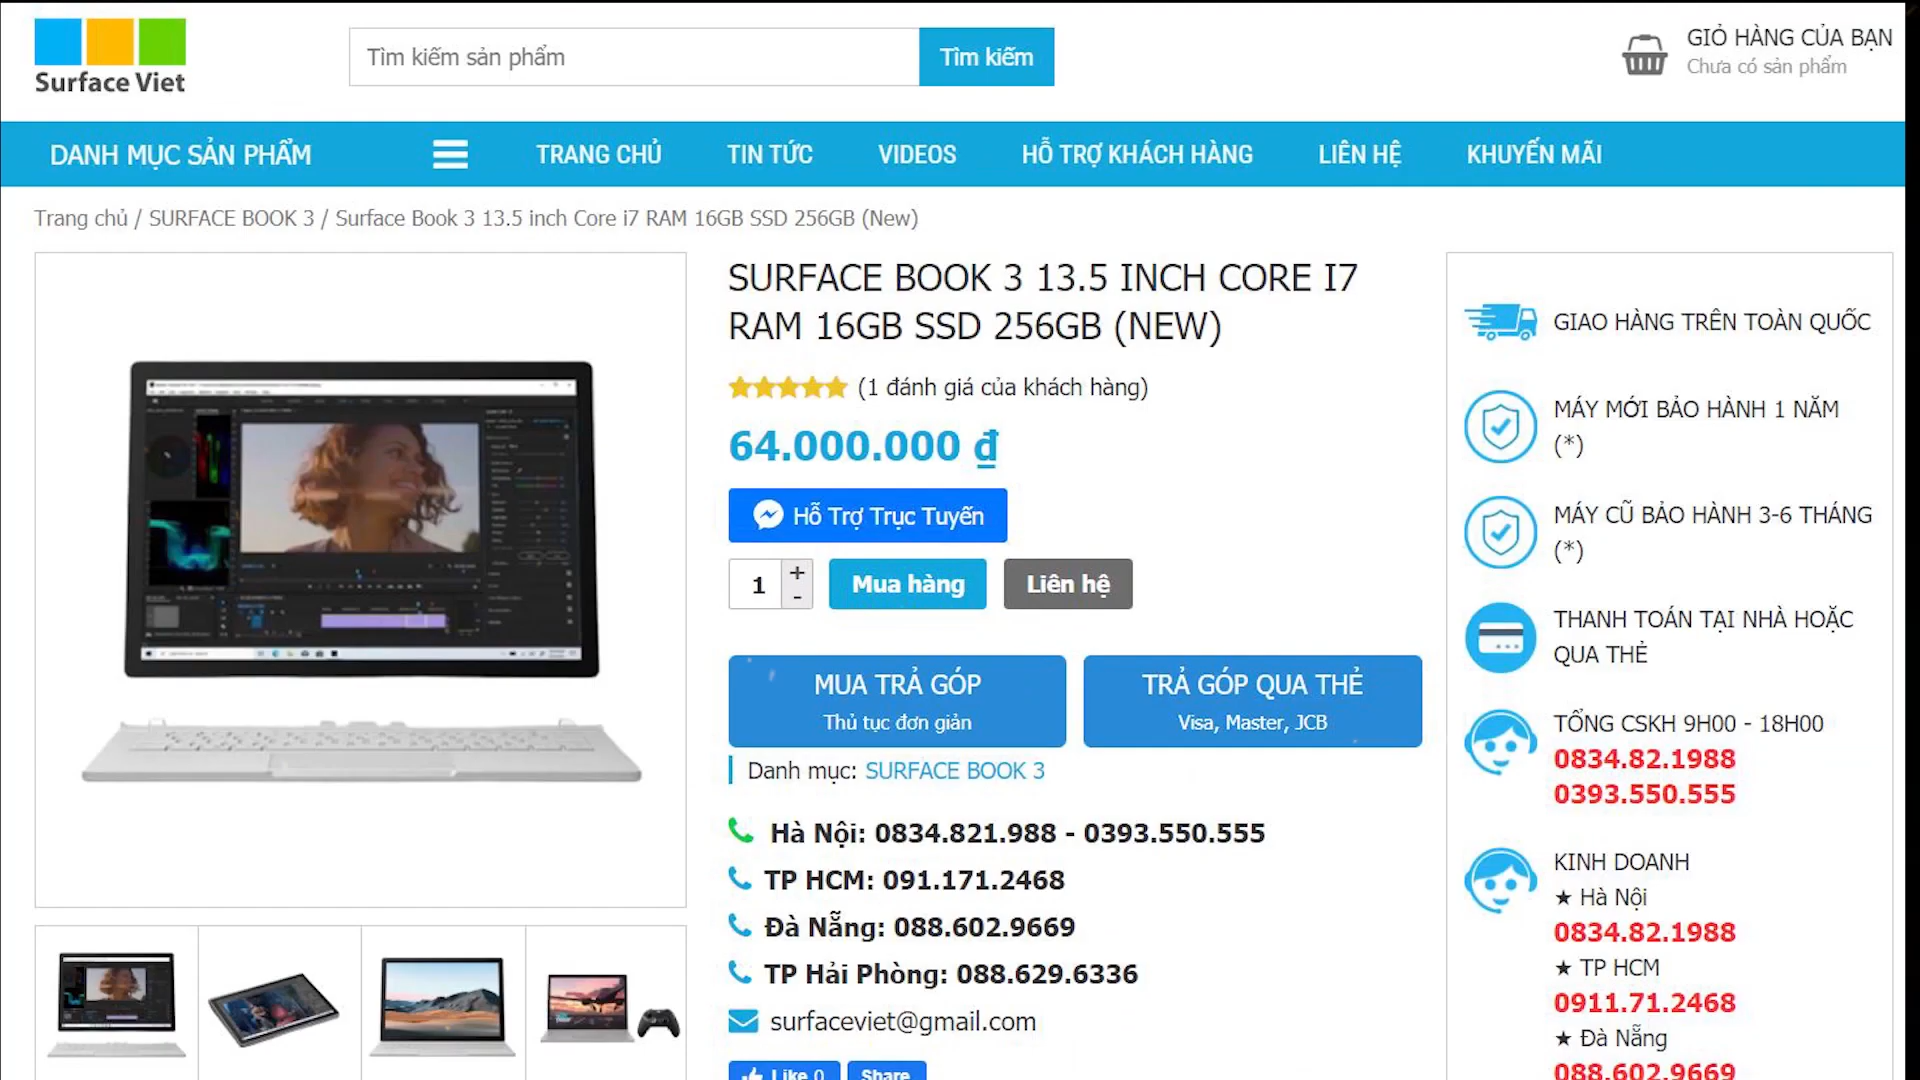 Surface Viet
Tìm kiếm sản phẩm
Tìm kiếm
GIỎ HÀNG CỦA BẠN
Chưa có sản phẩm
DANH MỤC SẢN PHẨM
TRANG CHỦ
TIN TỨC
VIDEOS
HỖ TRỢ KHÁCH HÀNG
LIÊN HỆ
KHUYẾN MÃI
Trang chủ / SURFACE BOOK 3 / Surface Book 3 13.5 inch Core i7 RAM 16GB SSD 256GB (New)
SURFACE BOOK 3 13.5 INCH CORE I7
RAM 16GB SSD 256GB (NEW)
(1 đánh giá của khách hàng)
64.000.000 ₫
Hỗ Trợ Trục Tuyến
1
+
-
Mua hàng
Liên hệ
MUA TRẢ GÓP
Thủ tục đơn giản
TRẢ GÓP QUA THẺ
Visa, Master, JCB
Danh mục: SURFACE BOOK 3
Hà Nội: 0834.821.988 - 0393.550.555
TP HCM: 091.171.2468
Đà Nẵng: 088.602.9669
TP Hải Phòng: 088.629.6336
surfaceviet@gmail.com
Like 0
Share
GIAO HÀNG TRÊN TOÀN QUỐC
MÁY MỚI BẢO HÀNH 1 NĂM
(*)
MÁY CŨ BẢO HÀNH 3-6 THÁNG
(*)
THANH TOÁN TẠI NHÀ HOẶC
QUA THẺ
TỔNG CSKH 9H00 - 18H00
0834.82.1988
0393.550.555
KINH DOANH
★ Hà Nội
0834.82.1988
★ TP HCM
0911.71.2468
★ Đà Nẵng
088.602.9669